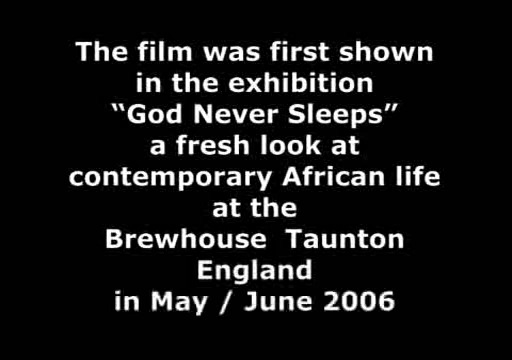 The film was first shown
in the exhibition
“God Never Sleeps”
a fresh look at
contemporary African life
at the
Brewhouse  Taunton
England
in May / June 2006